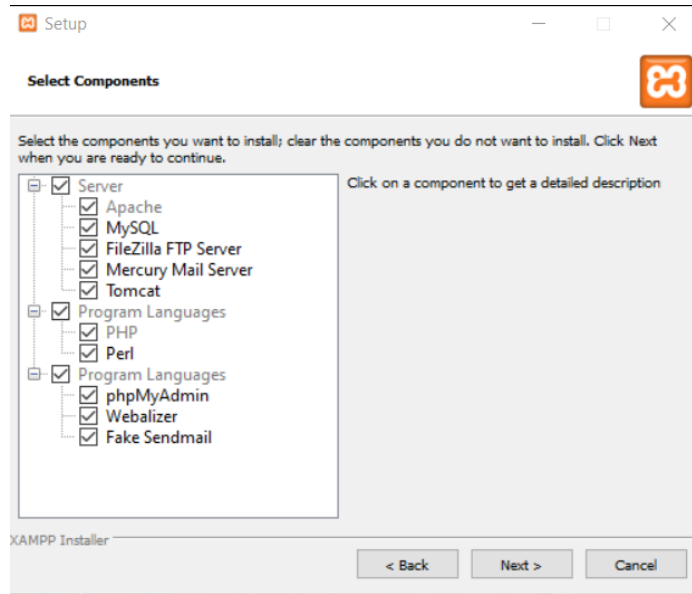 Setup
Select Components
Select the components you want to install; clear the components you do not want to install. Click Next
when you are ready to continue.
Server
Apache
MySQL
FileZilla FTP Server
Mercury Mail Server
Tomcat
Program Languages
PHP
Perl
Program Languages
phpMyAdmin
Webalizer
Fake Sendmail
Click on a component to get a detailed description
XAMPP Installer
< Back
Next >
Cancel